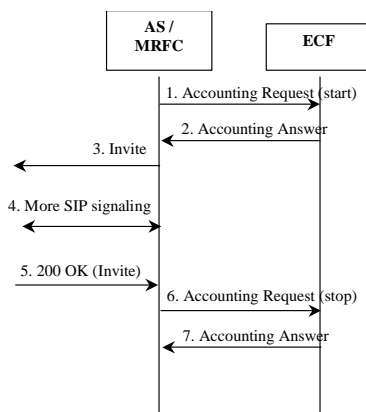 AS /
MRFC
ECF
1. Accounting Request (start)
2. Accounting Answer
3. Invite
4. More SIP signaling
5. 200 OK (Invite)
6. Accounting Request (stop)
7. Accounting Answer